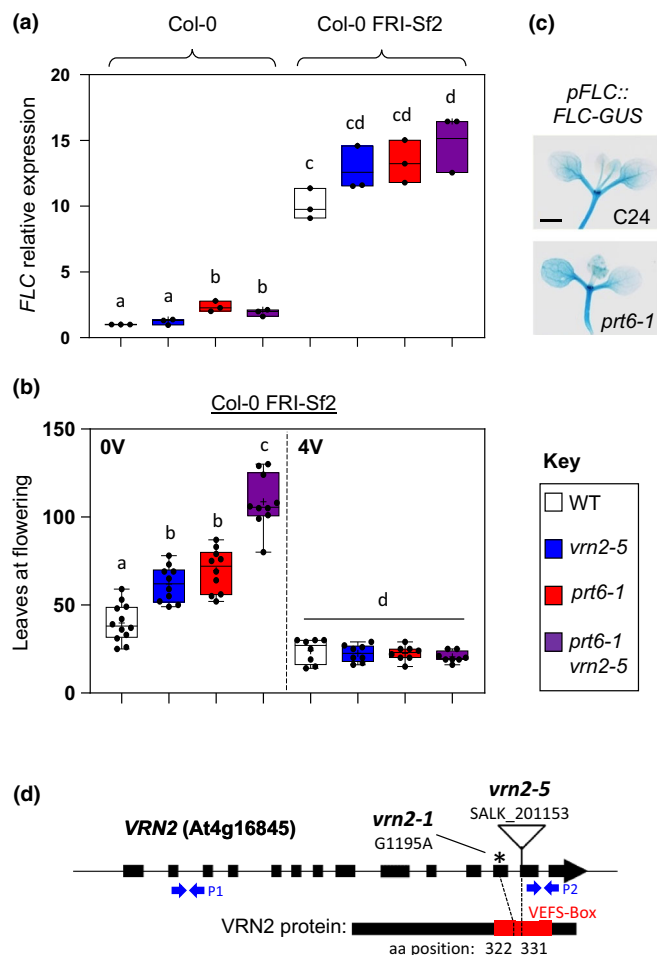 (a)
Col-0
Col-0 FRI-Sf2
FLC relative expression
20
15
10
5
0
a
a
b
b
c
cd
cd
d
(c)
pFLC::
FLC-GUS
C24
prt6-1
(b)
Col-0 FRI-Sf2
Leaves at flowering
150
100
50
0
0V
4V
a
b
b
c
d
Key
WT
vrn2-5
prt6-1
prt6-1
vrn2-5
(d)
VRN2 (At4g16845)
vrn2-1
G1195A
*
vrn2-5
SALK_201153
P1
P2
VEFS-Box
VRN2 protein:
aa position: 322 331